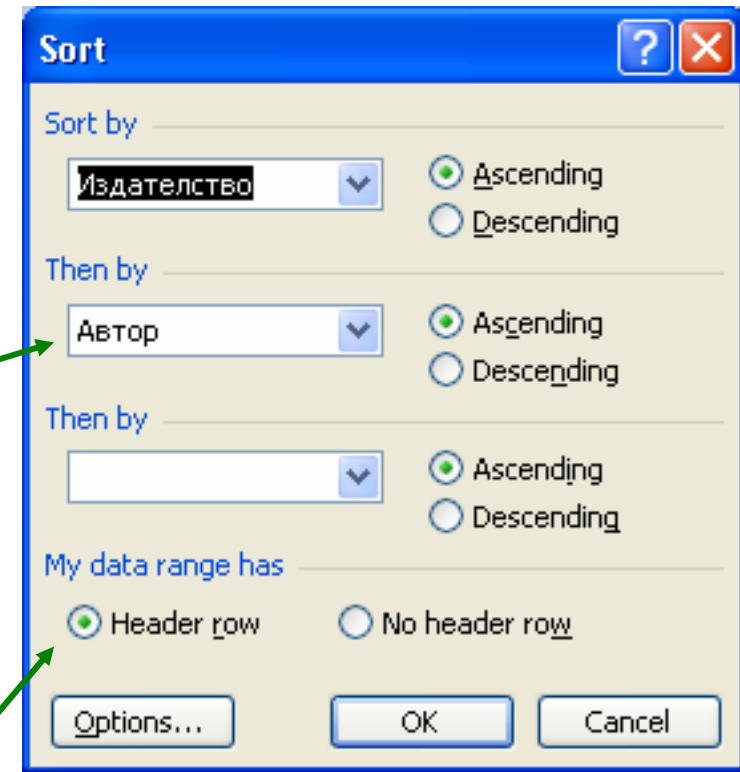 Sort
Sort by
Издателство
Ascending
Descending
Then by
Автор
Ascending
Descending
Then by
Ascending
Descending
My data range has
Header row
No header row
Options...
OK
Cancel